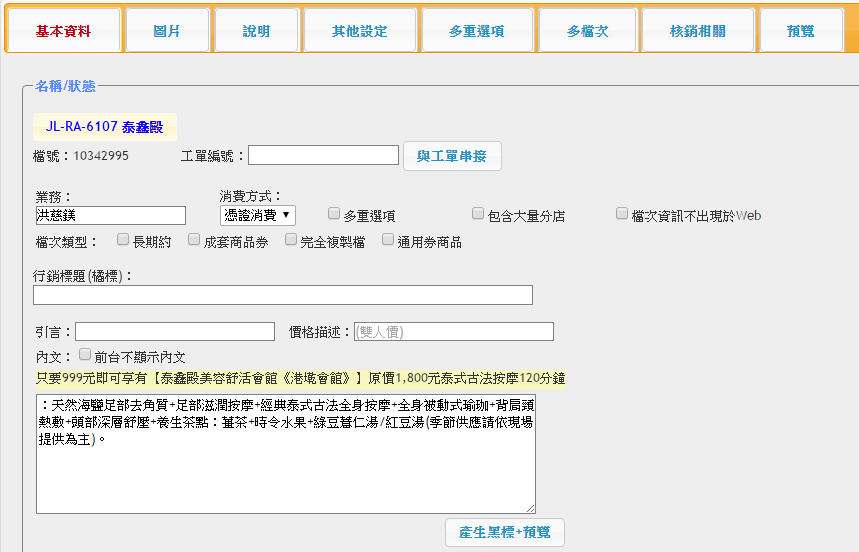 基本資料 圖片 說明 其他設定 多重選項 多檔次 核銷相關 預覽
名稱/狀態
JL-RA-6107 泰鑫殿
檔號：10342995 工單編號： 與工單串接
業務： 消費方式：
洪慈鎂 憑證消費 多重選項 包含大量分店 檔次資訊不出現於Web
檔次類型： 長期約 成套商品券 完全複製檔 通用券商品
行銷標題(橘標)：
引言： 價格描述： (雙人價)
內文： 前台不顯示內文
只要999元即可享有【泰鑫殿美容舒活會館《港墘會館》】原價1,800元泰式古法按摩120分鐘
：天然海鹽足部去角質+足部滋潤按摩+經典泰式古法全身按摩+全身被動式瑜珈+背肩頸
熱敷+頭部深層舒壓+養生茶點：薑茶+時令水果+綠豆薏仁湯/紅豆湯(季節供應請依現場
提供為主)。
產生黑標+預覽